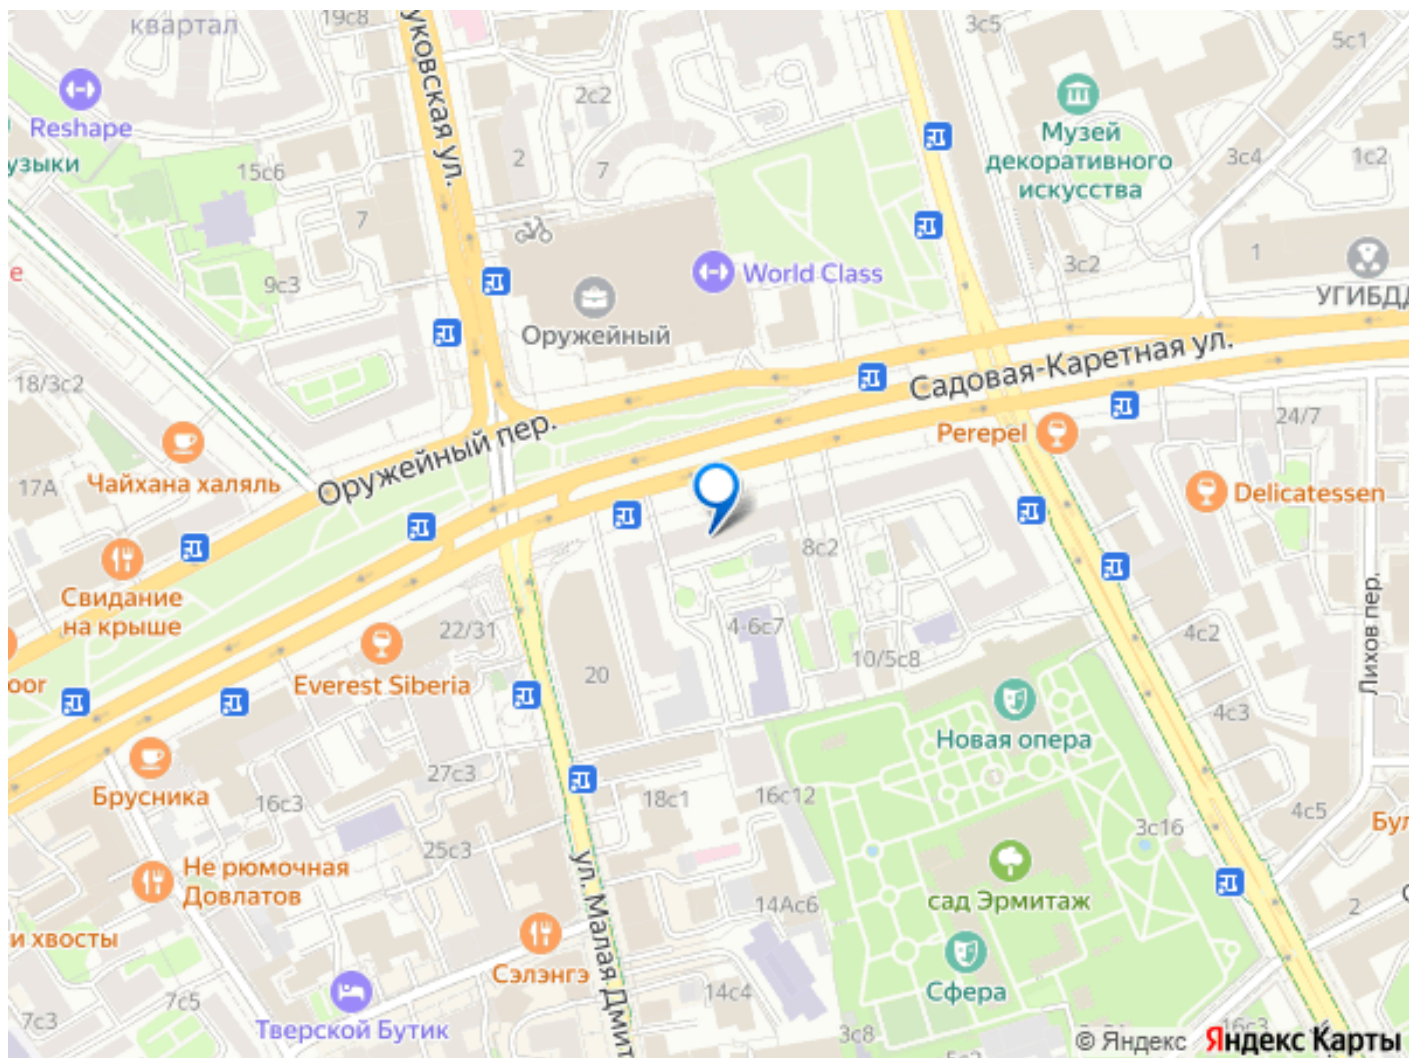 19с8
квартал
3с5
5с1
уковская ул.
2с2
Reshape
Музей
декоративного
искусства
узыки
2
7
3с4
1с2
15с6
7
9с3
World Class
3с2
1
УГИБДД
е
Оружейный
Садовая-Каретная ул.
18/3с2
Оружейный пер.
Perepel
24/7
Чайхана халяль
17А
Delicatessen
8с2
Свидание
на крыше
22/31
4-6с7
4с2
Лихов пер.
10/5с8
Everest Siberia
20
oor
4с3
Новая опера
27с3
Брусника
16с3
18с1
16с12
4с5
3с16
Бул
25с3
Не рюмочная
Довлатов
ул. Малая Дмит
сад Эрмитаж
14Ас6
2
и хвосты
Сэлэнгэ
Сфера
7с5
14с4
7с3
Тверской Бутик
3с8
16с3
© Яндекс Яндекс Карты